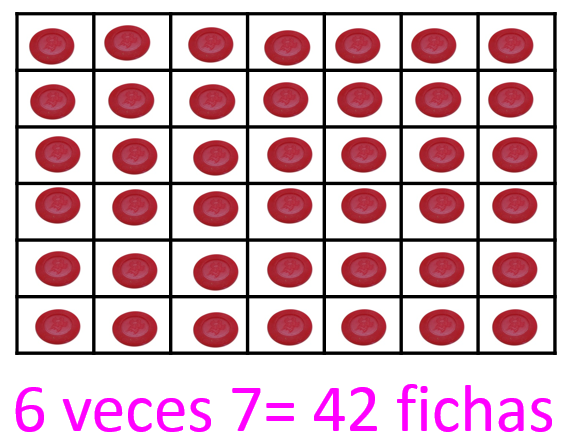 6 veces 7= 42 fichas